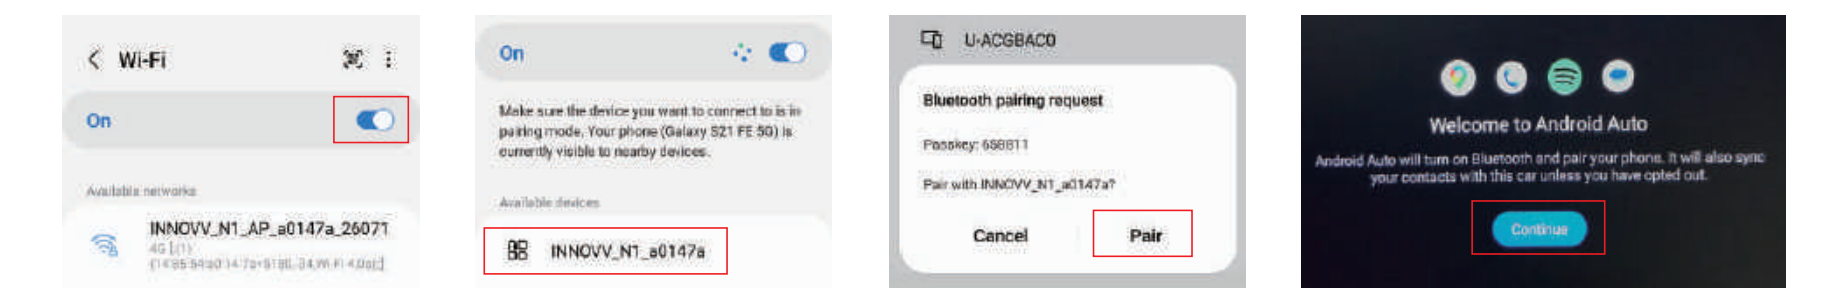 Wi-Fi
On
Available networks
INNOVV_N1_AP_a0147a_26071
On
Make sure the device you want to connect to is in
pairing mode. Your phone (Galaxy S21 FE 5G) is
currently visible to nearby devices.
Available devices
INNOVV_N1_a0147a
U-ACGBAC0
Bluetooth pairing request
Passkey: 658811
Pair with INNOVV_N1_a0147a?
Cancel
Pair
Welcome to Android Auto
Android Auto will turn on Bluetooth and pair your phone. It will also sync
your contacts with this car unless you have opted out.
Continue